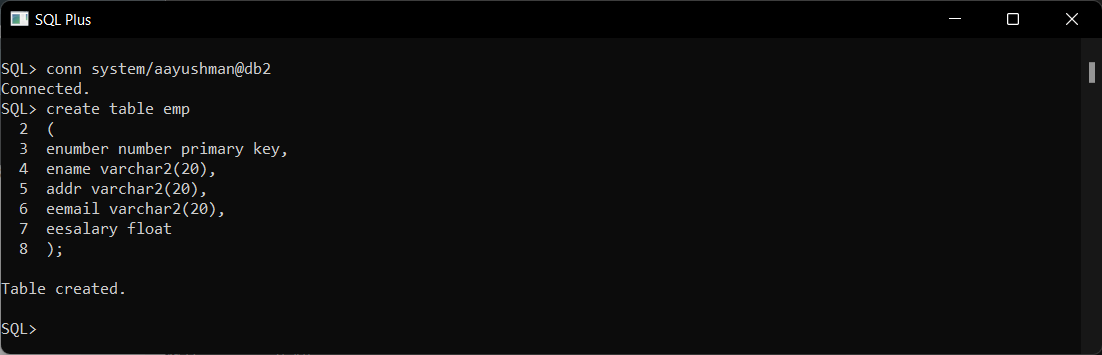 SQL Plus
SQL> conn system/aayushman@db2
Connected.
SQL> create table emp
2 (
3 enumber number primary key,
4 ename varchar2(20),
5 addr varchar2(20),
6 eemail varchar2(20),
7 eesalary float
8 );
Table created.
SQL>